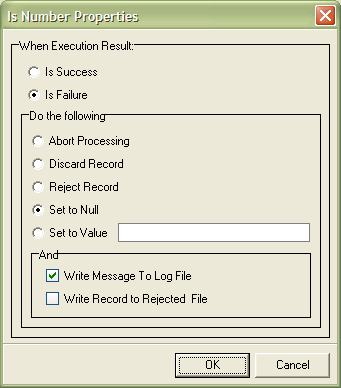 Is Number Properties
When Execution Result:
Is Success
Is Failure
Do the following
Abort Processing
Discard Record
Reject Record
Set to Null
Set to Value
And
Write Message To Log File
Write Record to Rejected  File
OK Cancel